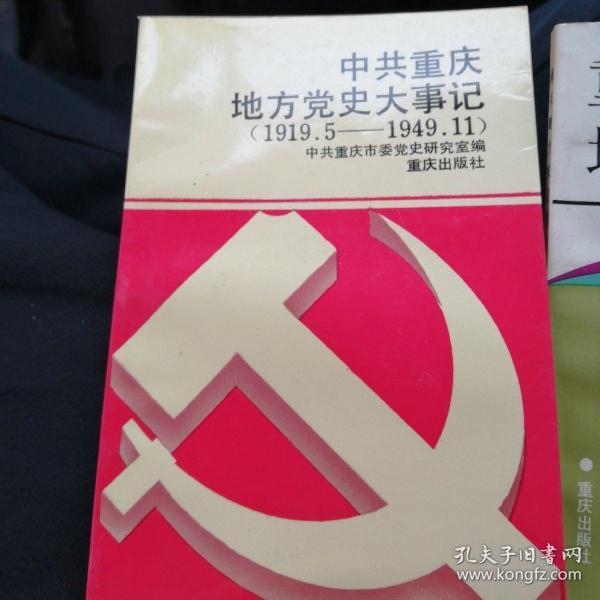 中共重庆
地方党史大事记
(1919.5——1949.11)
中共重庆市委党史研究室编
重庆出版社
重庆出版社
孔夫子旧书网
www.kongfz.com